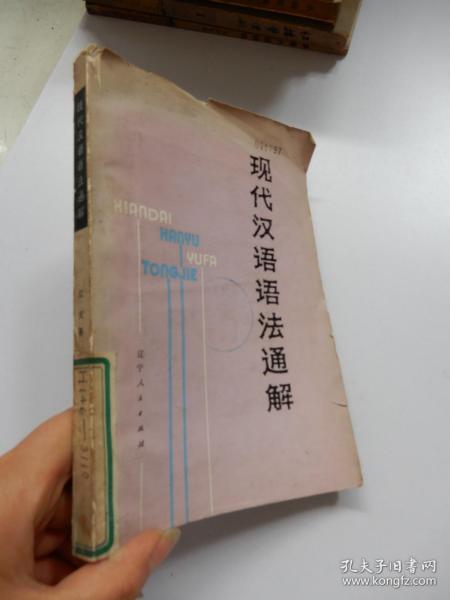 现代汉语语法通解
XIANDAI
HANYU
YUFA
TONGJIE
辽宁人民出版社
现代汉语语法通解
孔夫子旧书网
www.kongfz.com